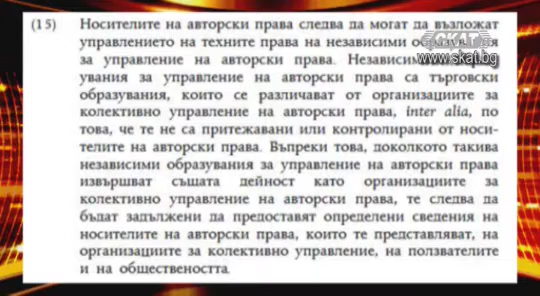 (15) Носителите на авторски права следва да могат да възложат
управлението на техните права на независими образувания
за управление на авторски права.
SKAT
www.skat.bg
увания за управление на авторски права са търговски
образувания, които се различават от организациите за
колективно управление на авторски права, inter alia, по
това, че те не са притежавани или контролирани от носи-
телите на авторски права. Въпреки това, доколкото такива
независими образувания за управление на авторски права
извършват същата дейност като организациите за
колективно управление на авторски права, те следва да
бъдат задължени да предоставят определени сведения на
носителите на авторски права, които те представляват, на
организациите за колективно управление, на ползвателите
и на обществеността.